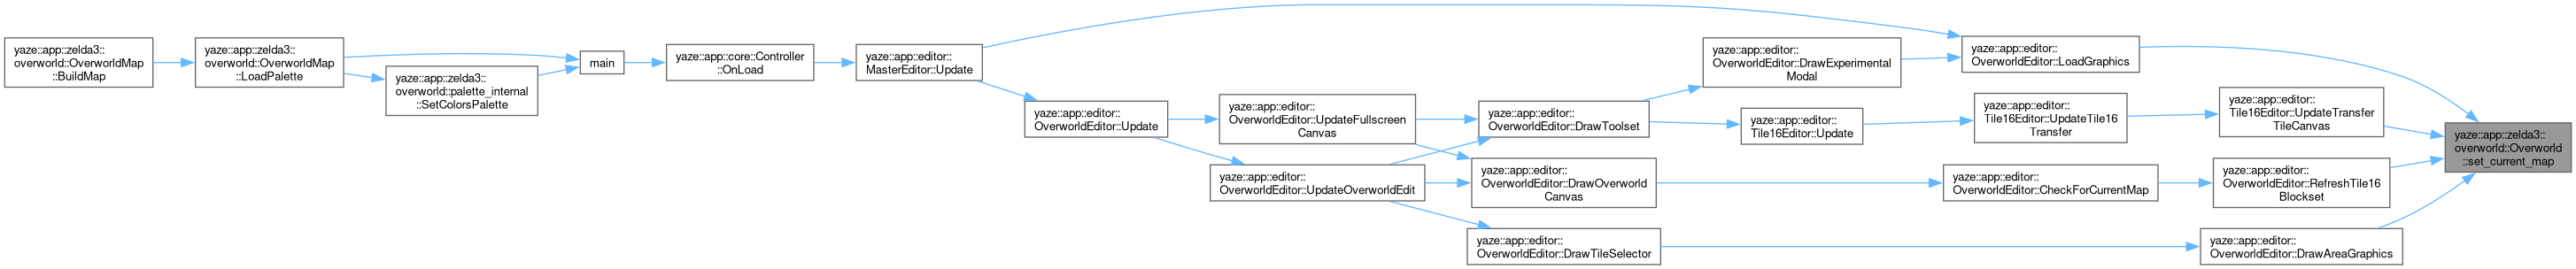 yaze::app::zelda3::
overworld::OverworldMap
::BuildMap
yaze::app::zelda3::
overworld::OverworldMap
::LoadPalette
yaze::app::zelda3::
overworld::palette_internal
::SetColorsPalette
main
yaze::app::core::Controller
::OnLoad
yaze::app::editor::
MasterEditor::Update
yaze::app::editor::
OverworldEditor::Update
yaze::app::editor::
OverworldEditor::UpdateFullscreen
Canvas
yaze::app::editor::
OverworldEditor::UpdateOverworldEdit
yaze::app::editor::
OverworldEditor::DrawToolset
yaze::app::editor::
OverworldEditor::DrawOverworld
Canvas
yaze::app::editor::
OverworldEditor::DrawTileSelector
yaze::app::editor::
OverworldEditor::DrawExperimental
Modal
yaze::app::editor::
Tile16Editor::Update
yaze::app::editor::
OverworldEditor::CheckForCurrentMap
yaze::app::editor::
OverworldEditor::LoadGraphics
yaze::app::editor::
Tile16Editor::UpdateTile16
Transfer
yaze::app::editor::
Tile16Editor::UpdateTransfer
TileCanvas
yaze::app::editor::
OverworldEditor::RefreshTile16
Blockset
yaze::app::editor::
OverworldEditor::DrawAreaGraphics
yaze::app::zelda3::
overworld::Overworld
::set_current_map